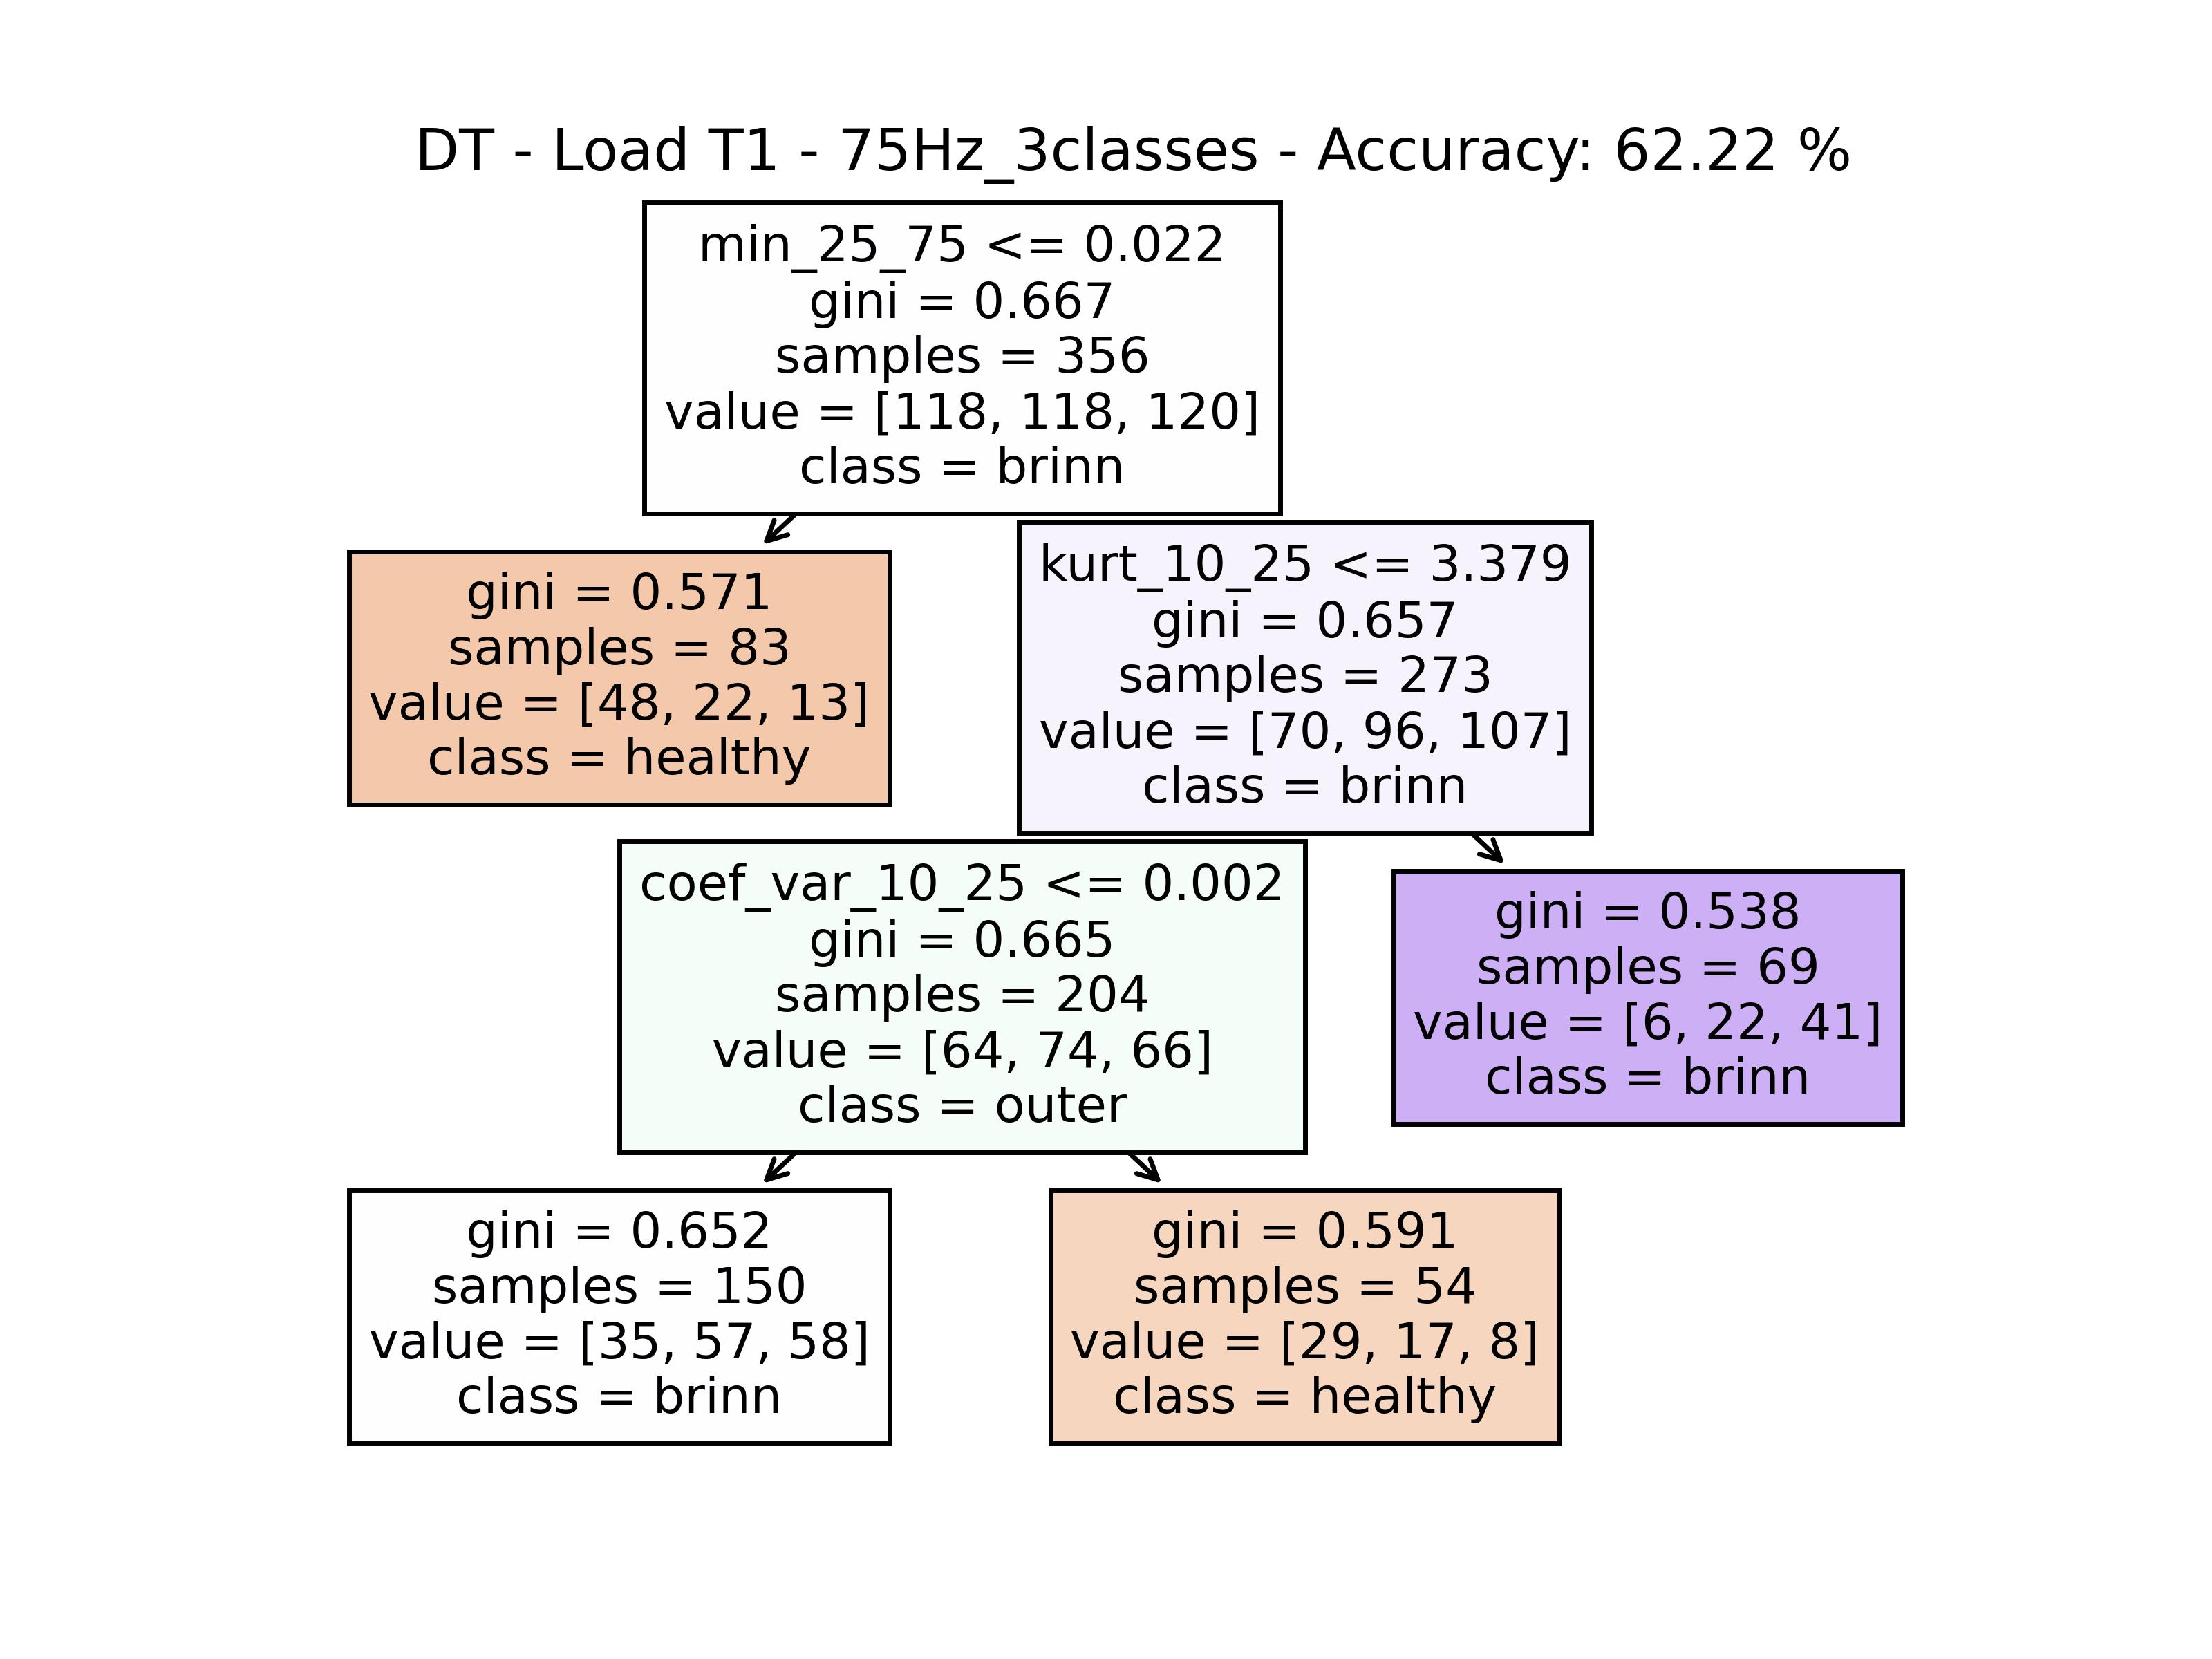 DT - Load T1 - 75Hz_3classes - Accuracy: 62.22 %
min_25_75 <= 0.022
gini = 0.667
samples = 356
value = [118, 118, 120]
class = brinn
gini = 0.571
samples = 83
value = [48, 22, 13]
class = healthy
kurt_10_25 <= 3.379
gini = 0.657
samples = 273
value = [70, 96, 107]
class = brinn
coef_var_10_25 <= 0.002
gini = 0.665
samples = 204
value = [64, 74, 66]
class = outer
gini = 0.538
samples = 69
value = [6, 22, 41]
class = brinn
gini = 0.652
samples = 150
value = [35, 57, 58]
class = brinn
gini = 0.591
samples = 54
value = [29, 17, 8]
class = healthy